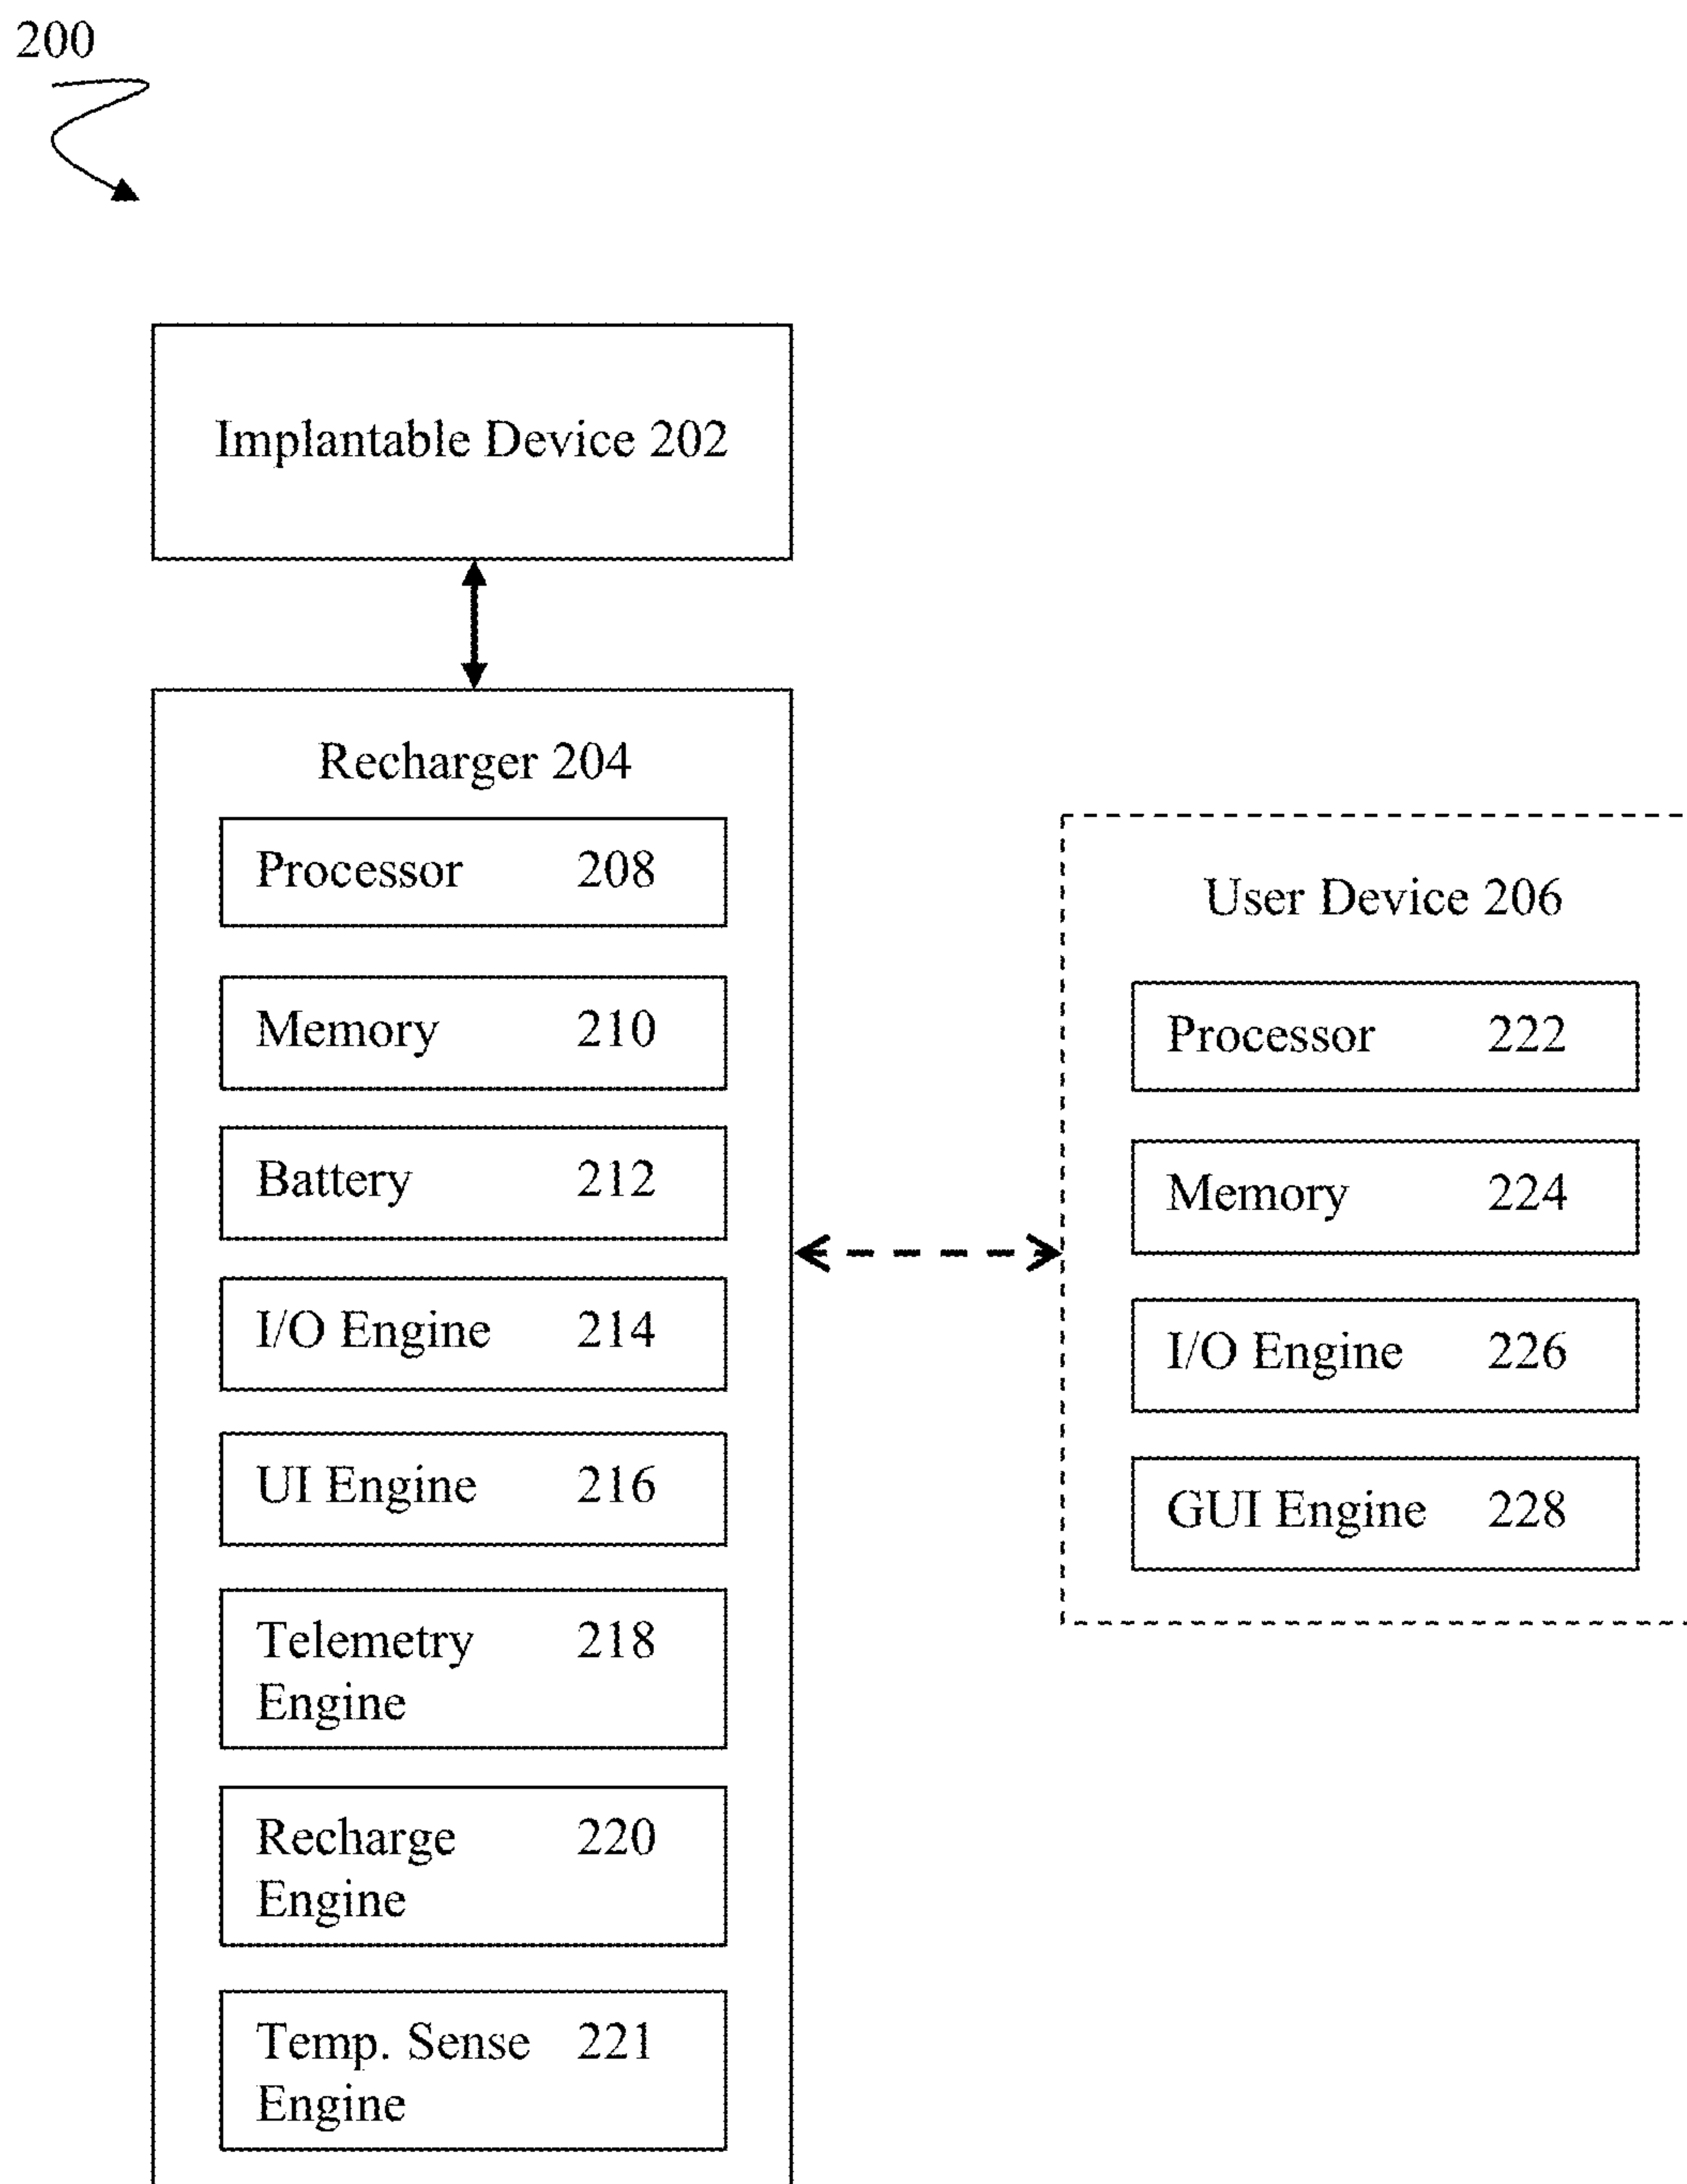 200
Implantable Device 202
Recharger 204
Processor 208
Memory 210
Battery 212
I/O Engine 214
UI Engine 216
Telemetry 218
Engine
Recharge 220
Engine
Temp. Sense 221
Engine
User Device 206
Processor 222
Memory 224
I/O Engine 226
GUI Engine 228